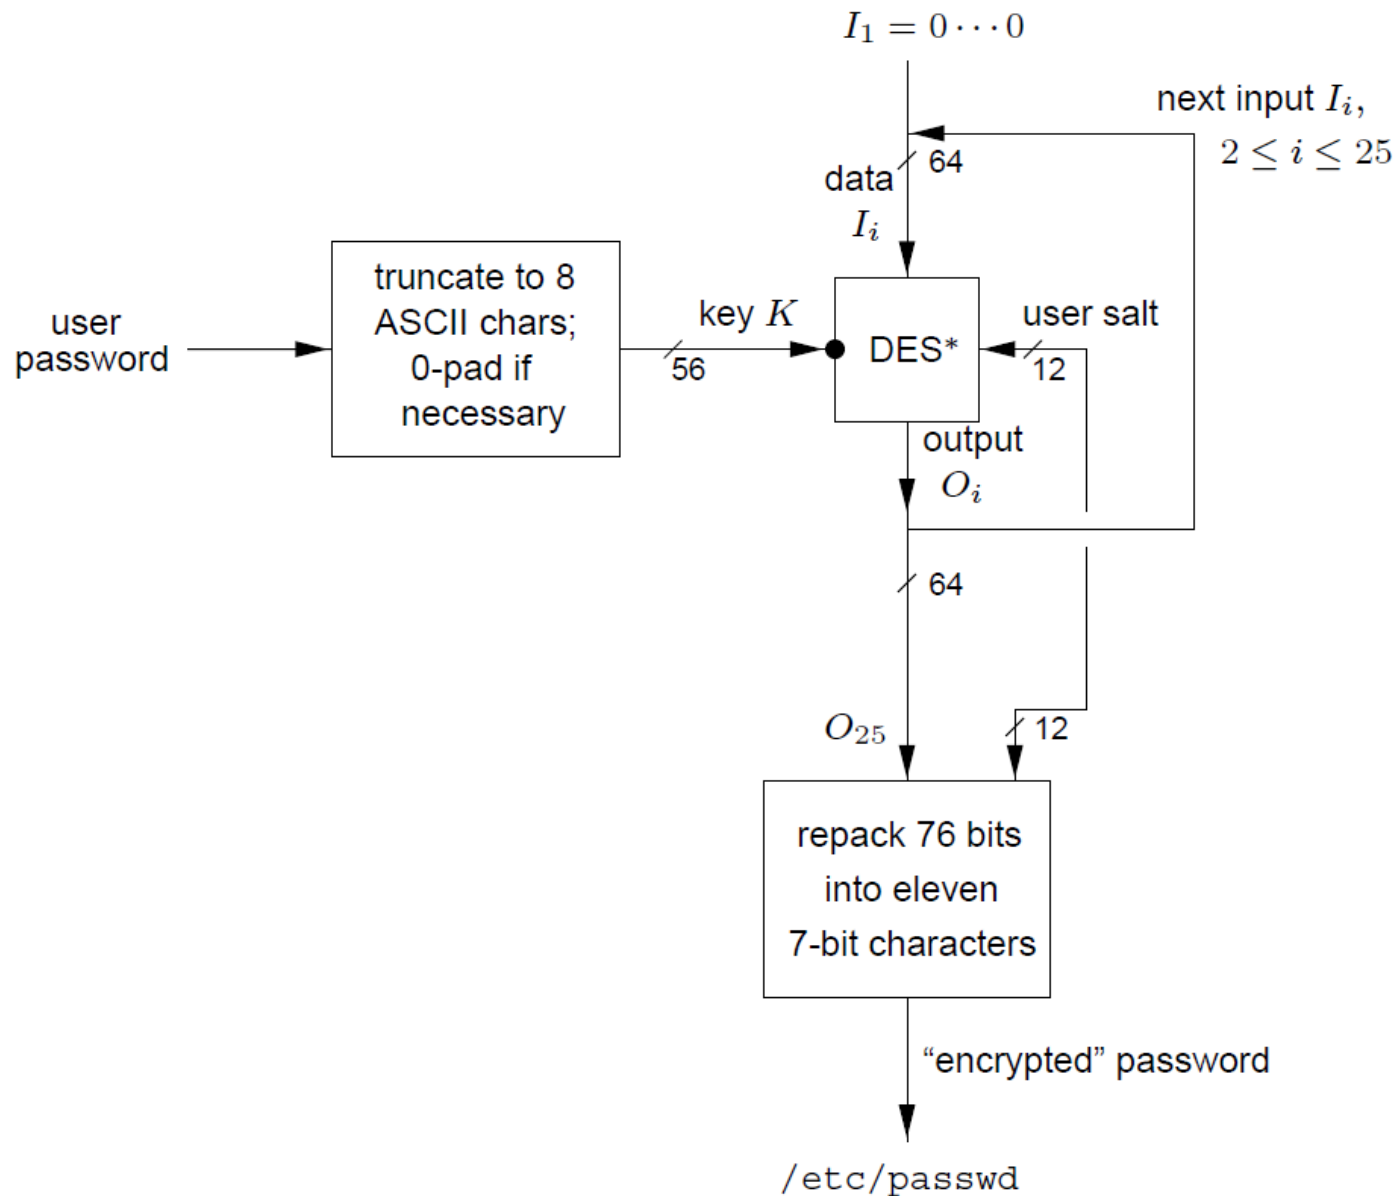 I₁ = 0 ⋯ 0
next input Iᵢ,
2 ≤ i ≤ 25
64
data
Iᵢ
truncate to 8
ASCII chars;
0-pad if
necessary
user
password
key K
56
DES*
user salt
12
output
Oᵢ
64
O₂₅
12
repack 76 bits
into eleven
7-bit characters
“encrypted” password
/etc/passwd